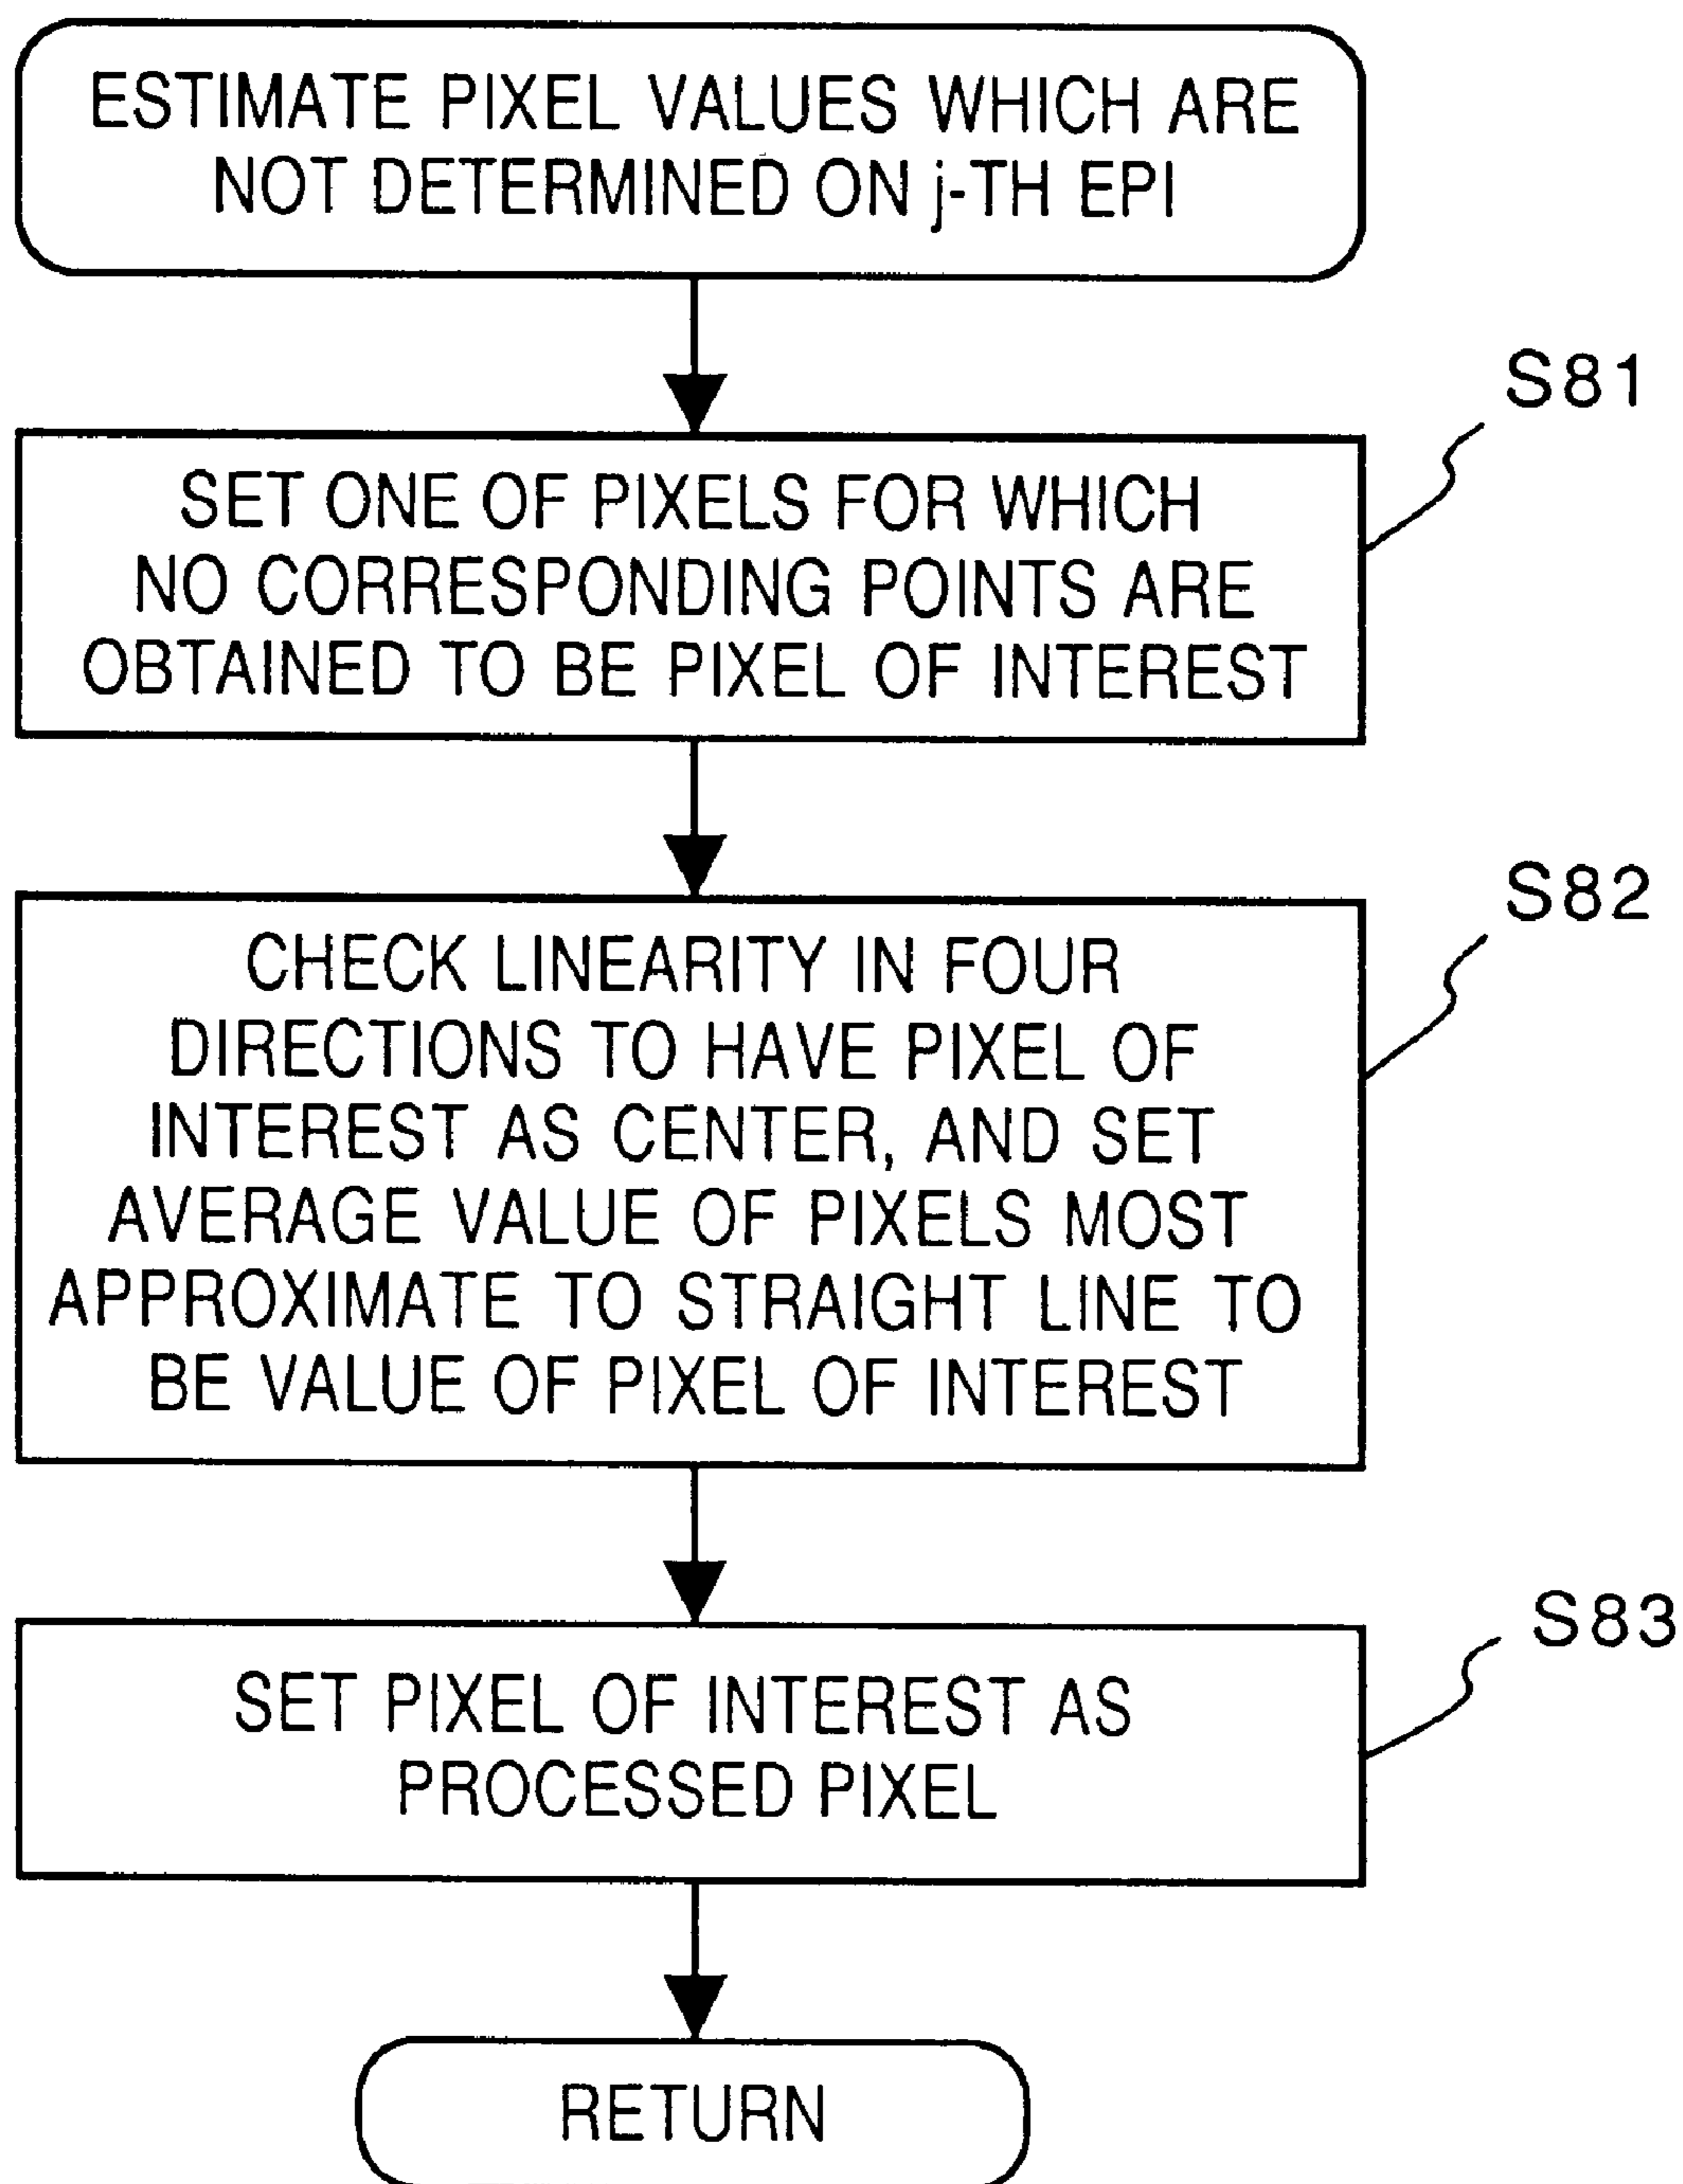 ESTIMATE PIXEL VALUES WHICH ARE
NOT DETERMINED ON j-TH EPI
S81
SET ONE OF PIXELS FOR WHICH
NO CORRESPONDING POINTS ARE
OBTAINED TO BE PIXEL OF INTEREST
S82
CHECK LINEARITY IN FOUR
DIRECTIONS TO HAVE PIXEL OF
INTEREST AS CENTER, AND SET
AVERAGE VALUE OF PIXELS MOST
APPROXIMATE TO STRAIGHT LINE TO
BE VALUE OF PIXEL OF INTEREST
S83
SET PIXEL OF INTEREST AS
PROCESSED PIXEL
RETURN